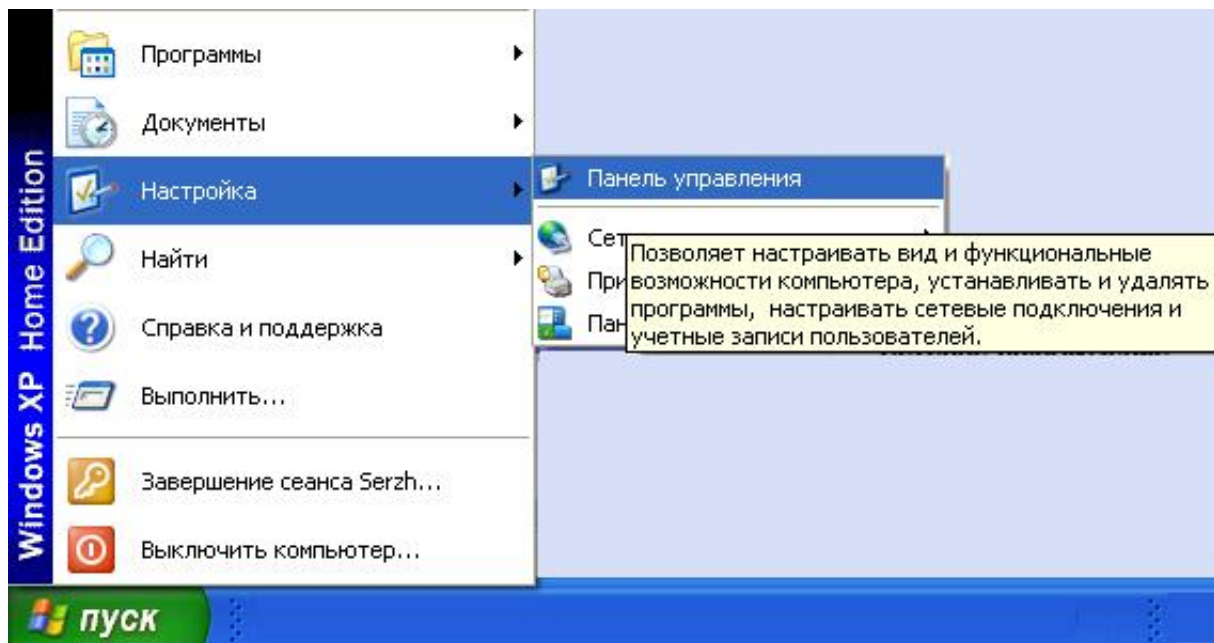 Windows XP Home Edition
Программы
Документы
Настройка
Найти
Справка и поддержка
Выполнить...
Завершение сеанса Serzh...
Выключить компьютер...
Панель управления
Позволяет настраивать вид и функциональные
возможности компьютера, устанавливать и удалять
программы, настраивать сетевые подключения и
учетные записи пользователей.
пуск